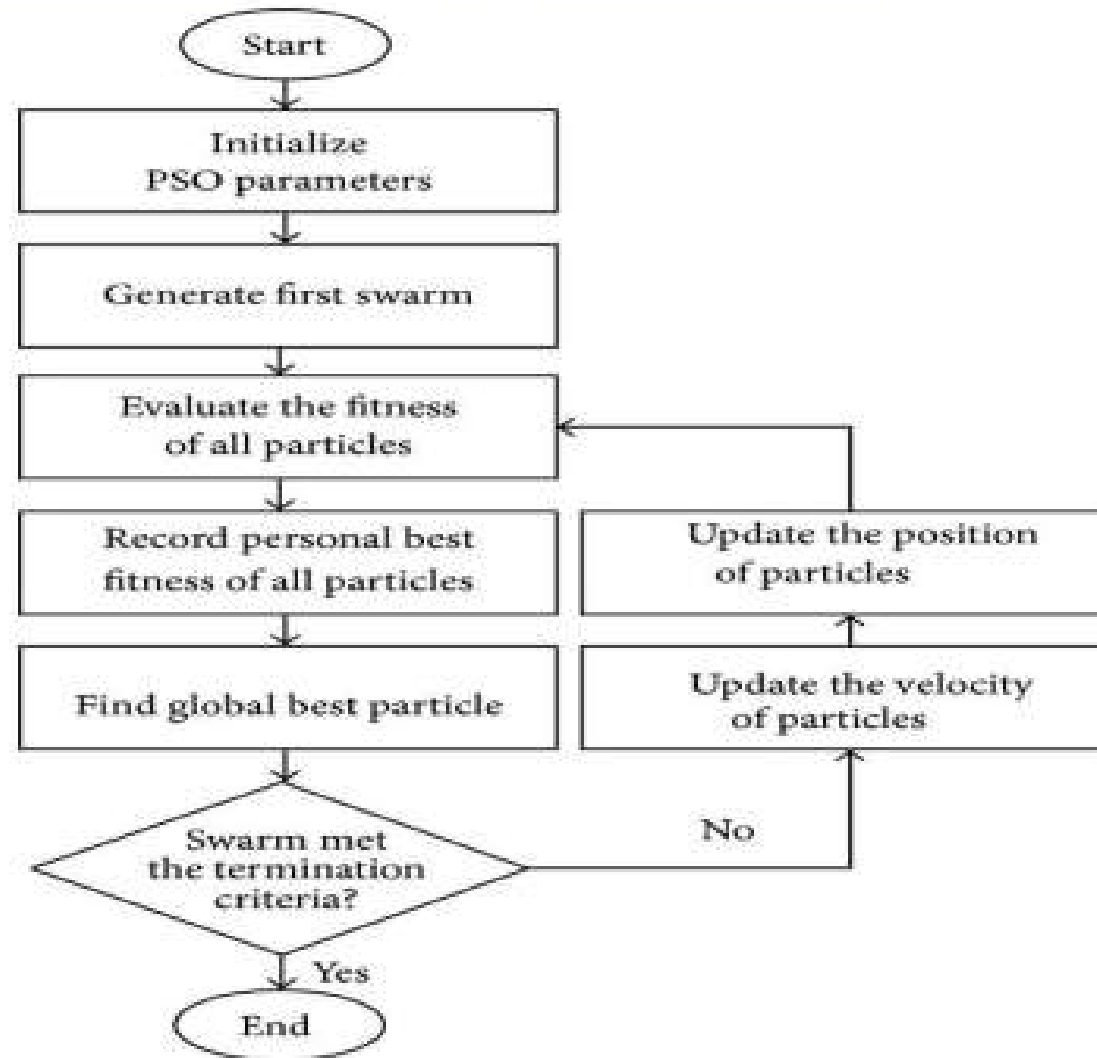 Start
Initialize
PSO parameters
Generate first swarm
Evaluate the fitness
of all particles
Record personal best
fitness of all particles
Find global best particle
Swarm met
the termination
criteria?
No
Update the velocity
of particles
Update the position
of particles
Yes
End